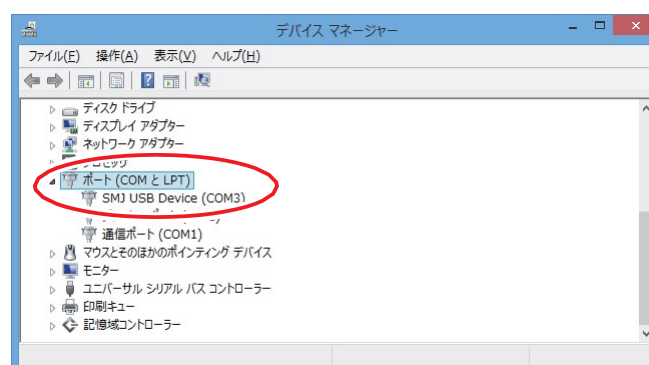 デバイス マネージャー
ファイル(F) 操作(A) 表示(V) ヘルプ(H)
ディスク ドライブ
ディスプレイ アダプター
ネットワーク アダプター
ポート (COM と LPT)
SMJ USB Device (COM3)
通信ポート (COM1)
マウスとそのほかのポインティング デバイス
モニター
ユニバーサル シリアル バス コントローラー
印刷キュー
記憶域コントローラー